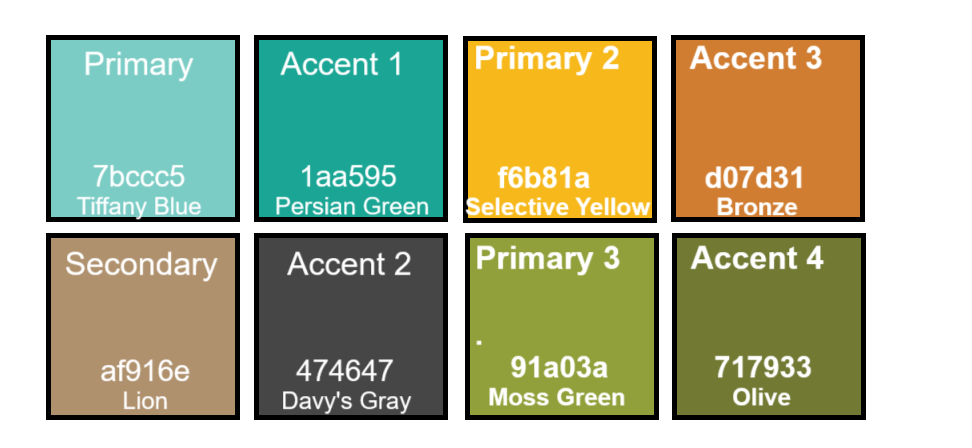 Primary
7bccc5
Tiffany Blue
Accent 1
1aa595
Persian Green
Primary 2
f6b81a
Selective Yellow
Accent 3
d07d31
Bronze
Secondary
af916e
Lion
Accent 2
474647
Davy's Gray
Primary 3
.
91a03a
Moss Green
Accent 4
717933
Olive